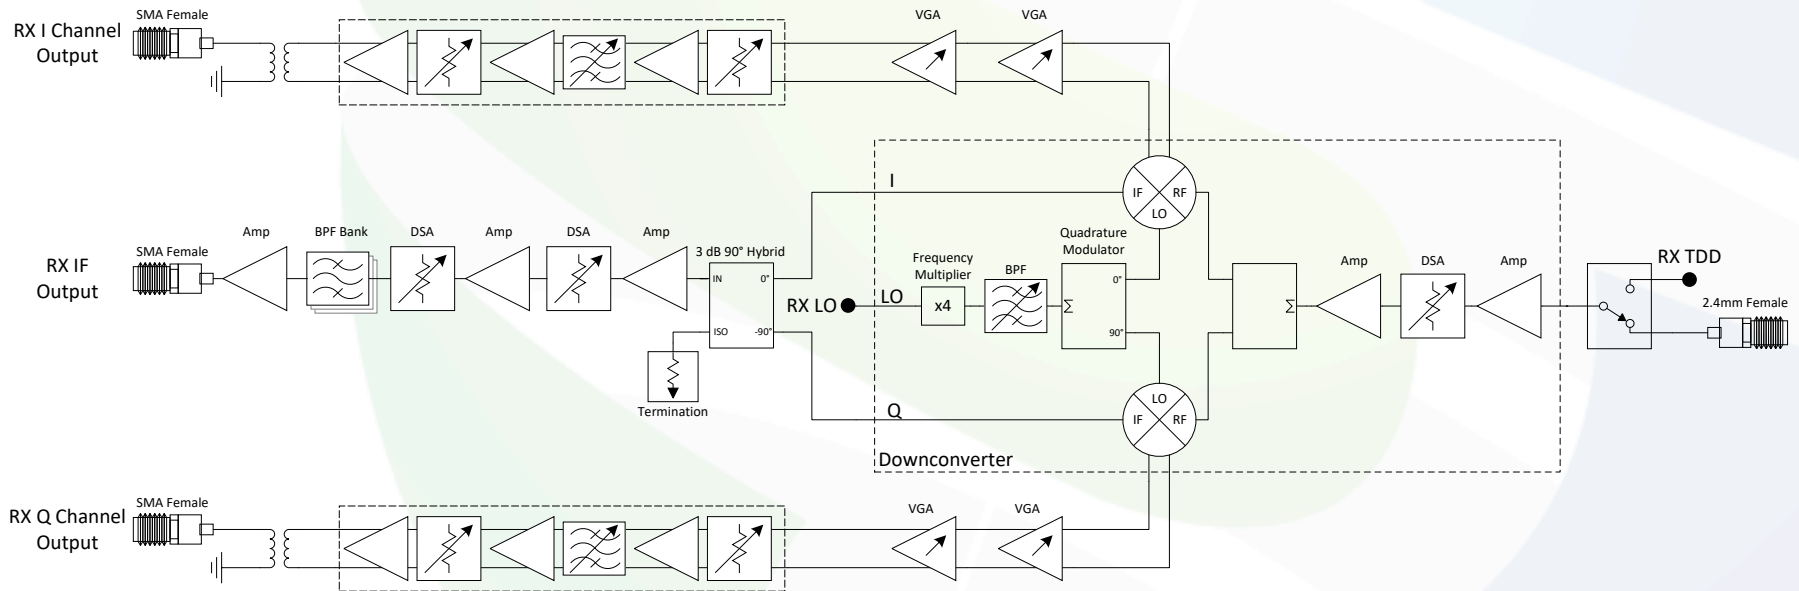 SMA Female
RX I Channel
Output
VGA
VGA
I
IF
RF
LO
Amp
BPF Bank
DSA
Amp
DSA
Amp
SMA Female
RX IF
Output
3 dB 90° Hybrid
IN
0°
ISO
-90°
Termination
RX LO
LO
Frequency
Multiplier
x4
BPF
Quadrature
Modulator
0°
Σ
90°
Σ
Amp
DSA
Amp
RX TDD
2.4mm Female
Q
LO
IF
RF
Downconverter
SMA Female
RX Q Channel
Output
VGA
VGA